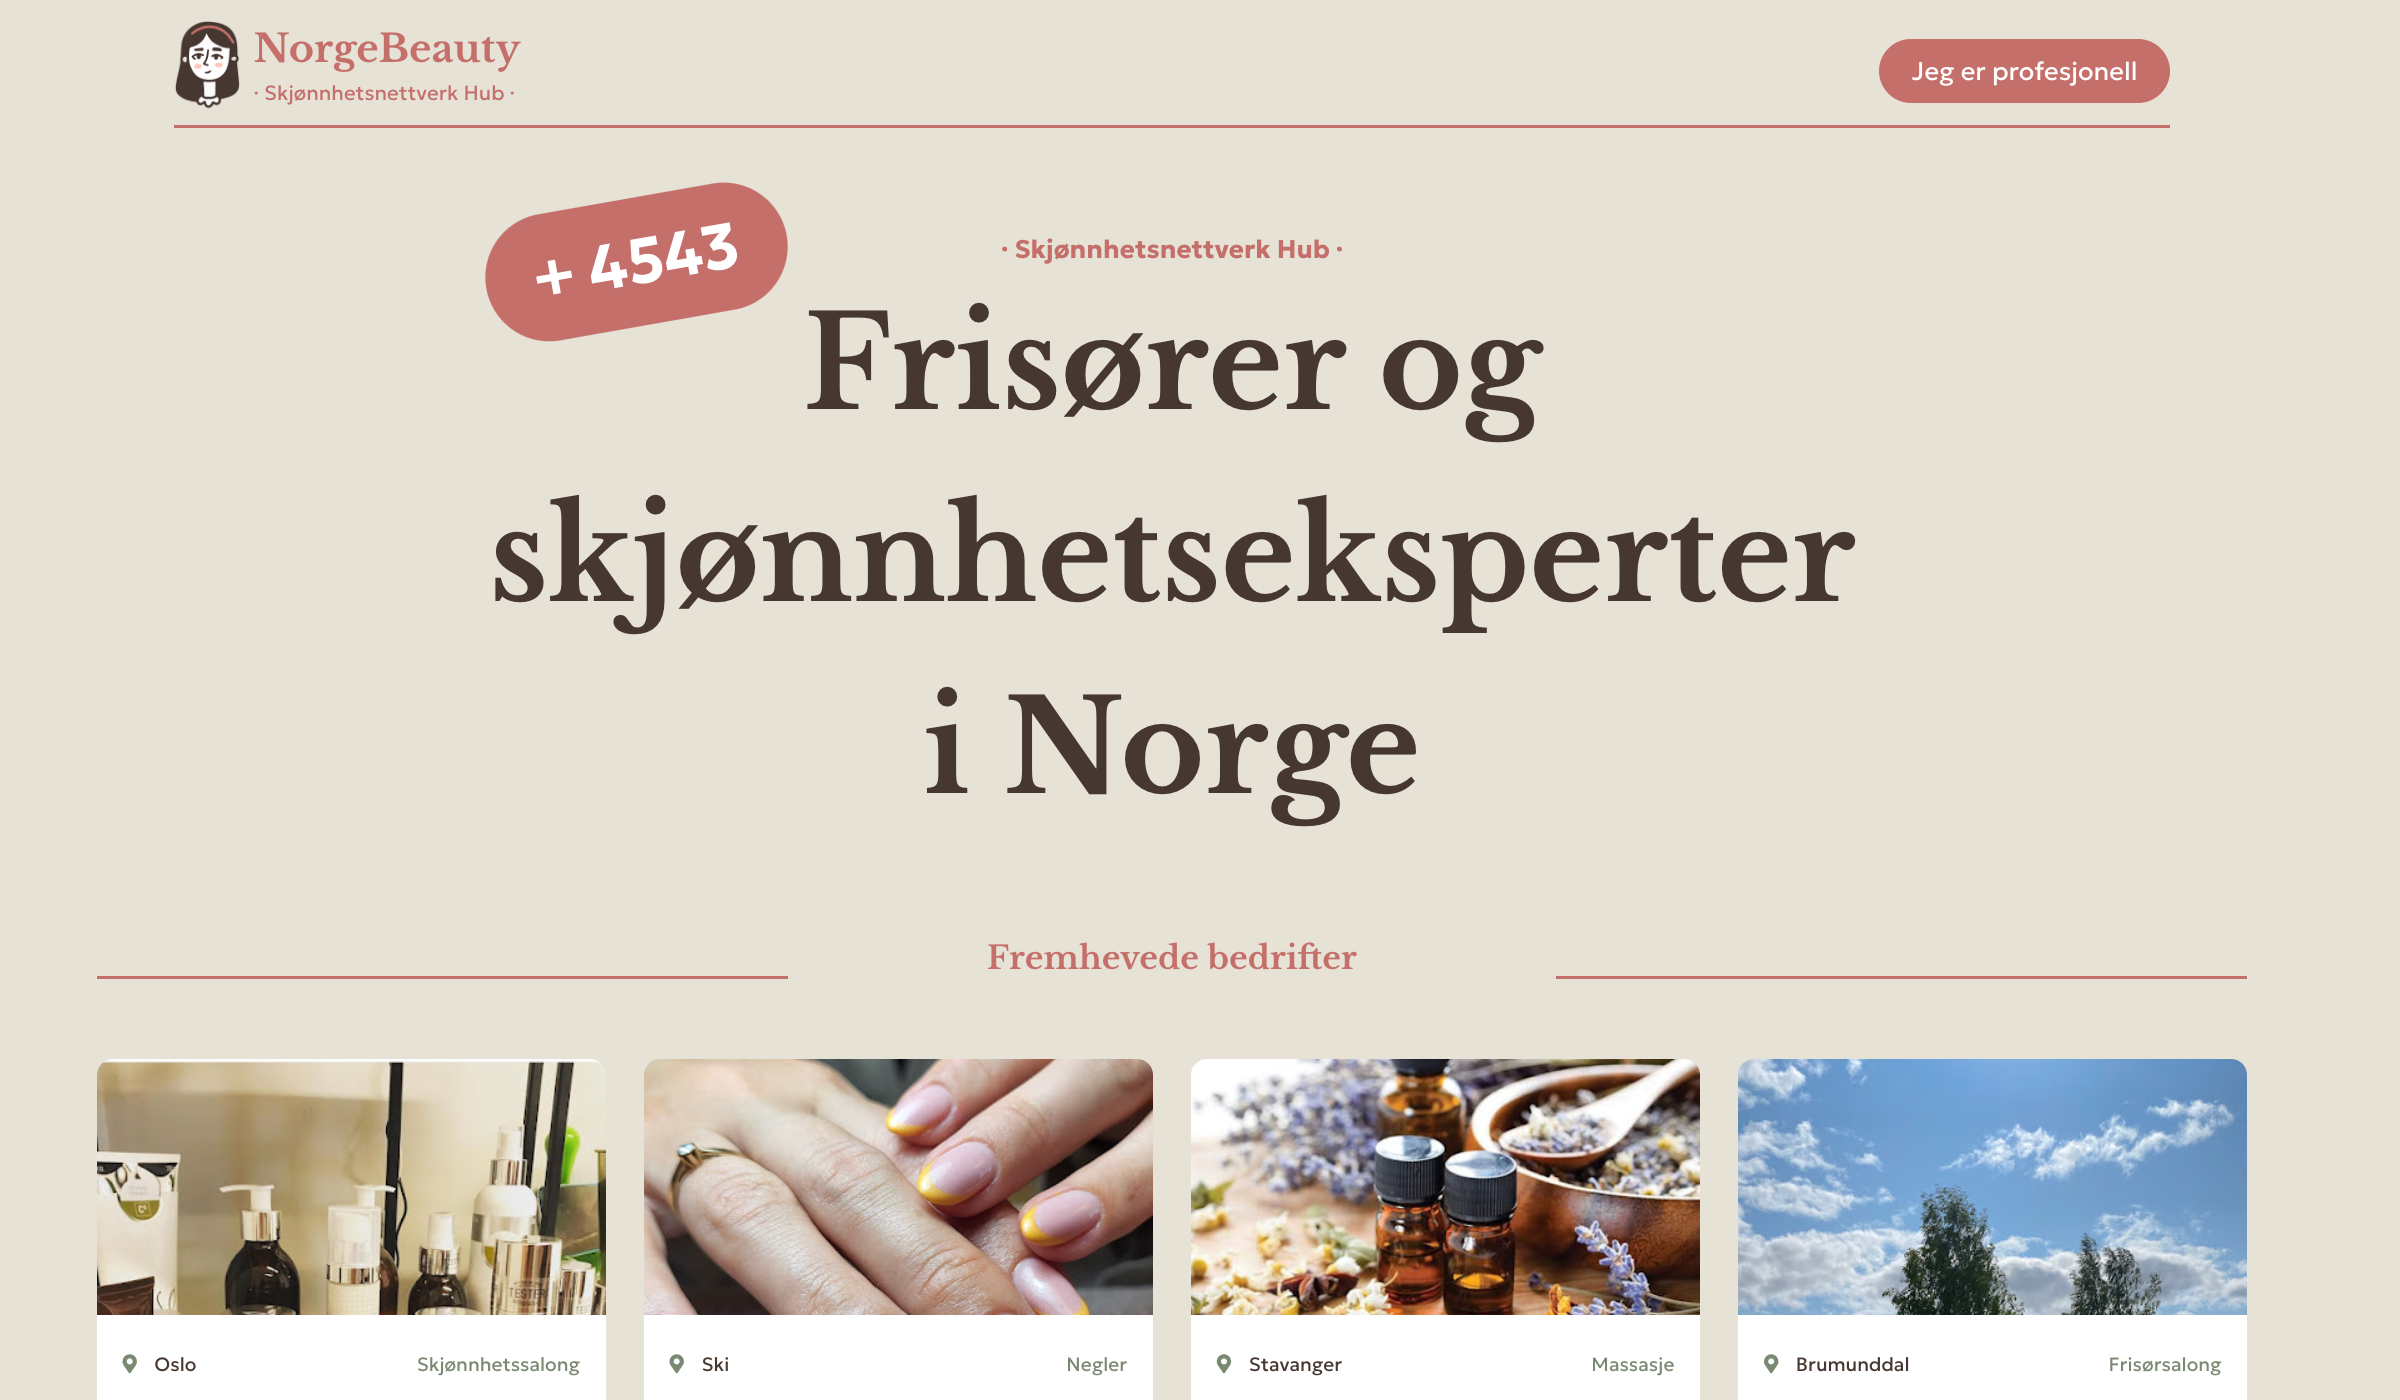 NorgeBeauty
· Skjønnhetsnettverk Hub ·
Jeg er profesjonell
+ 4543
· Skjønnhetsnettverk Hub ·
Frisører og
skjønnhetseksperter
i Norge
Fremhevede bedrifter
TESTER
Oslo
Skjønnhetssalong
Ski
Negler
Stavanger
Massasje
Brumunddal
Frisørsalong